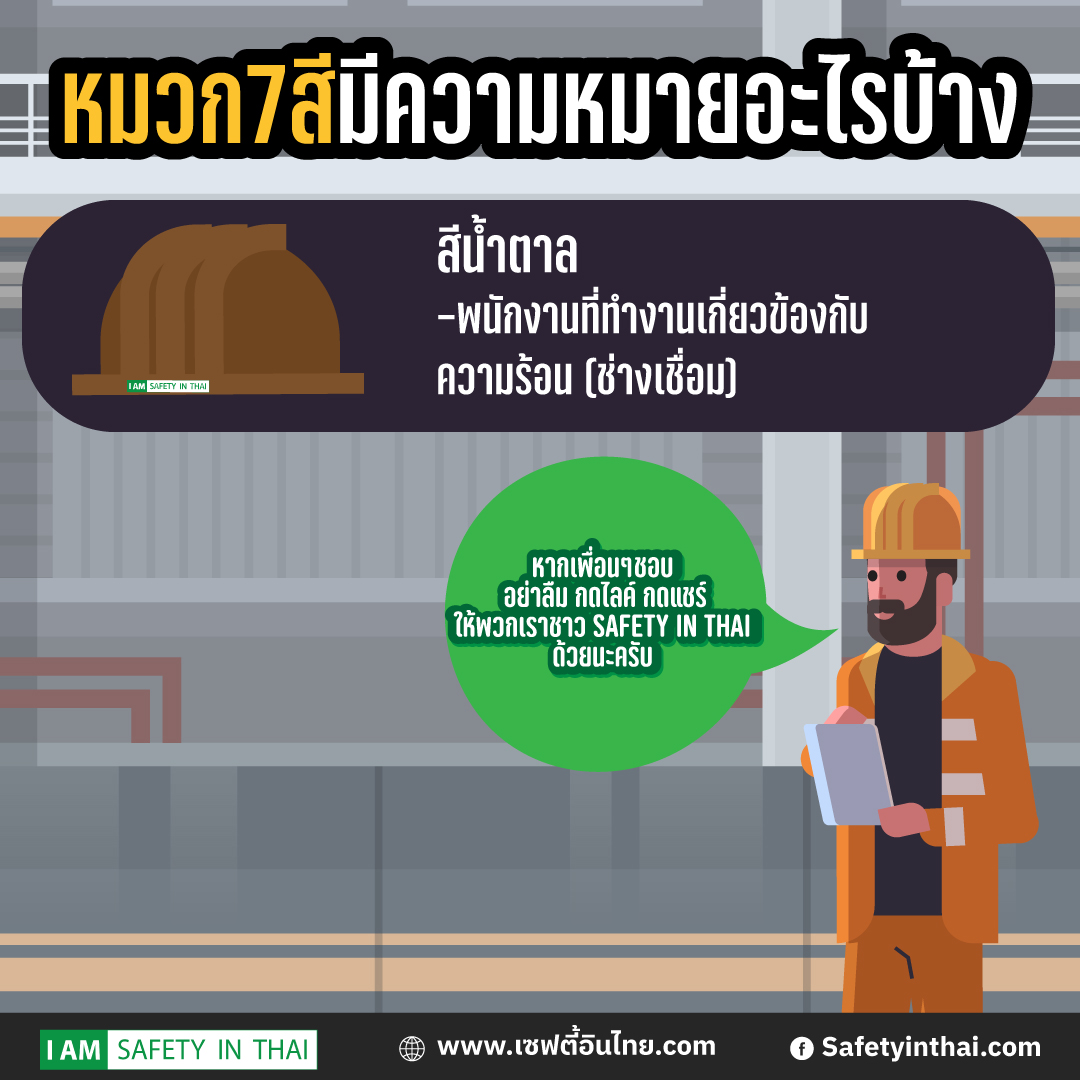 หมวก7สีมีความหมายอะไรบ้าง
สีน้ำตาล
-พนักงานที่ทำงานเกี่ยวข้องกับ
ความร้อน (ช่างเชื่อม)
I AM SAFETY IN THAI
หากเพื่อนๆชอบ
อย่าลืม กดไลค์ กดแชร์
ให้พวกเราชาว SAFETY IN THAI
ด้วยนะครับ
I AM SAFETY IN THAI
www.เซฟตี้อินไทย.com
Safetyinthai.com